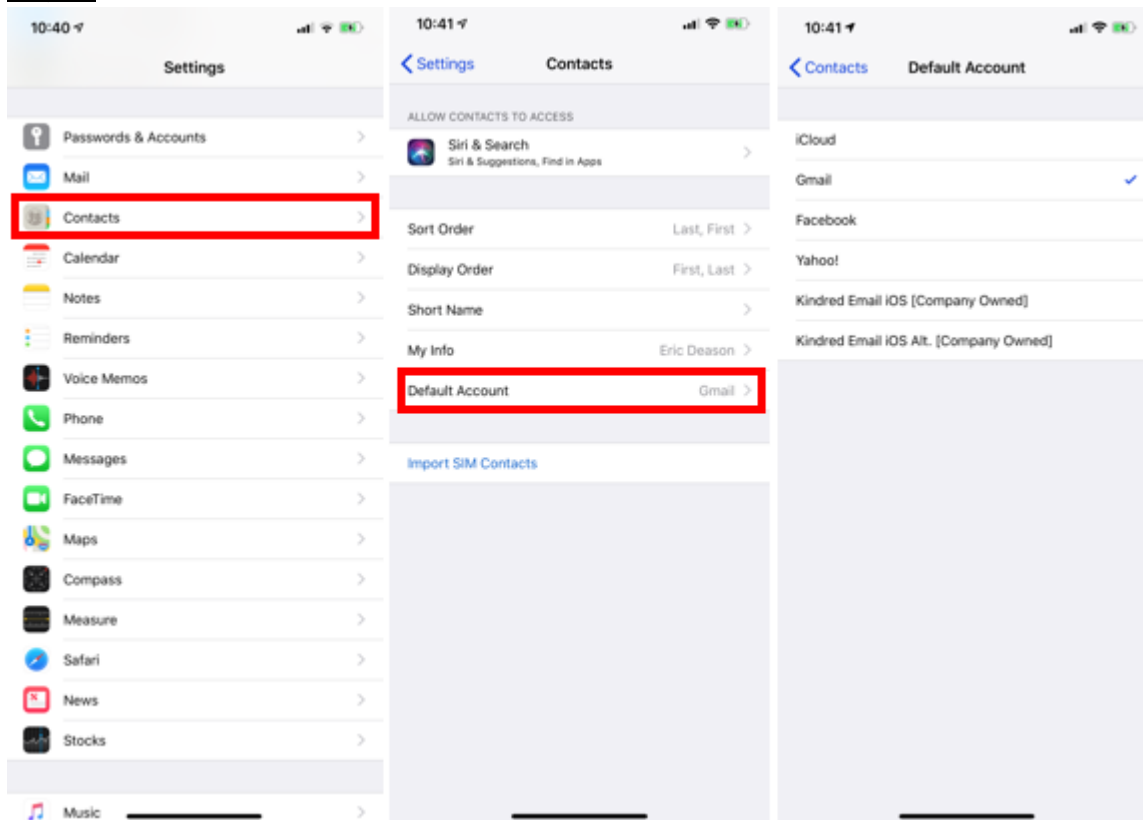 10:40
Settings
Passwords & Accounts
Mail
Contacts
Calendar
Notes
Reminders
Voice Memos
Phone
Messages
FaceTime
Maps
Compass
Measure
Safari
News
Stocks
Music
10:41
Settings
Contacts
ALLOW CONTACTS TO ACCESS
Siri & Search
Siri & Suggestions, Find in Apps
Sort Order Last, First
Display Order First, Last
Short Name
My Info Eric Deason
Default Account Gmail
Import SIM Contacts
10:41
Contacts
Default Account
iCloud
Gmail
Facebook
Yahoo!
Kindred Email iOS [Company Owned]
Kindred Email iOS Alt. [Company Owned]